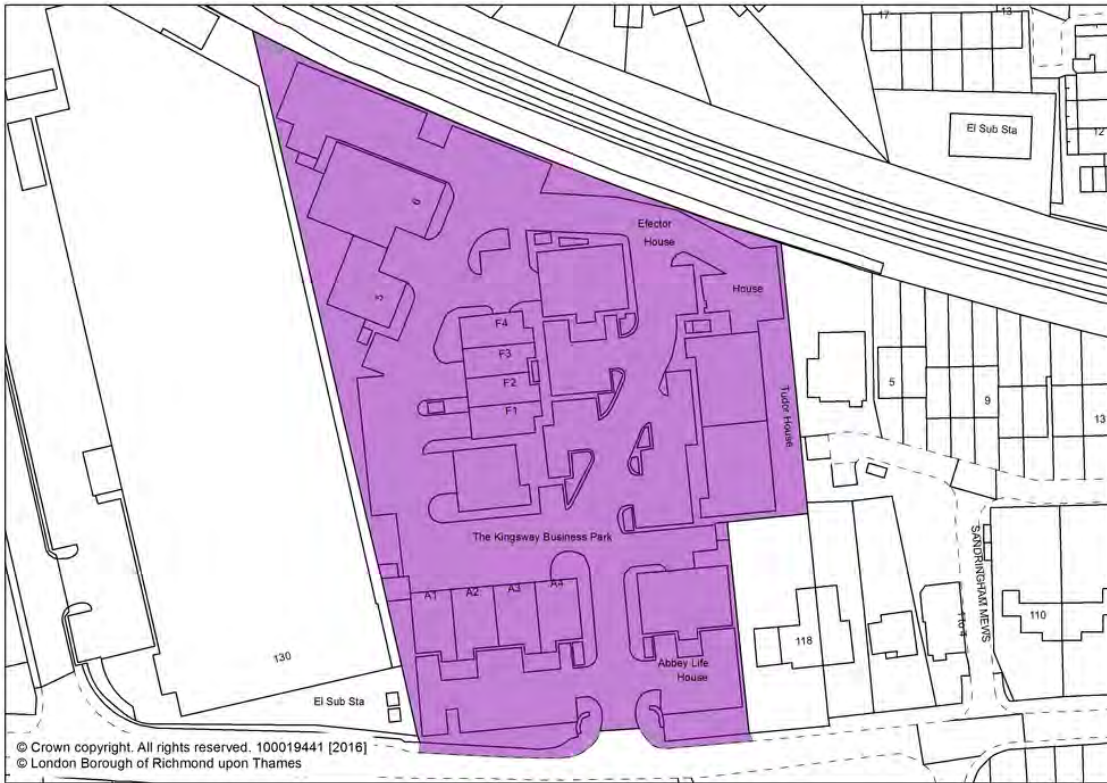 17
13
El Sub Sta
12
6
Efector
House
House
3
F4
F3
F2
F1
5
9
13
Tudor House
The Kingsway Business Park
SANDRINGHAM MEWS
A1
A2
A3
A4
118
110
130
Abbey Life
House
El Sub Sta
© Crown copyright. All rights reserved. 100019441 [2016]
© London Borough of Richmond upon Thames